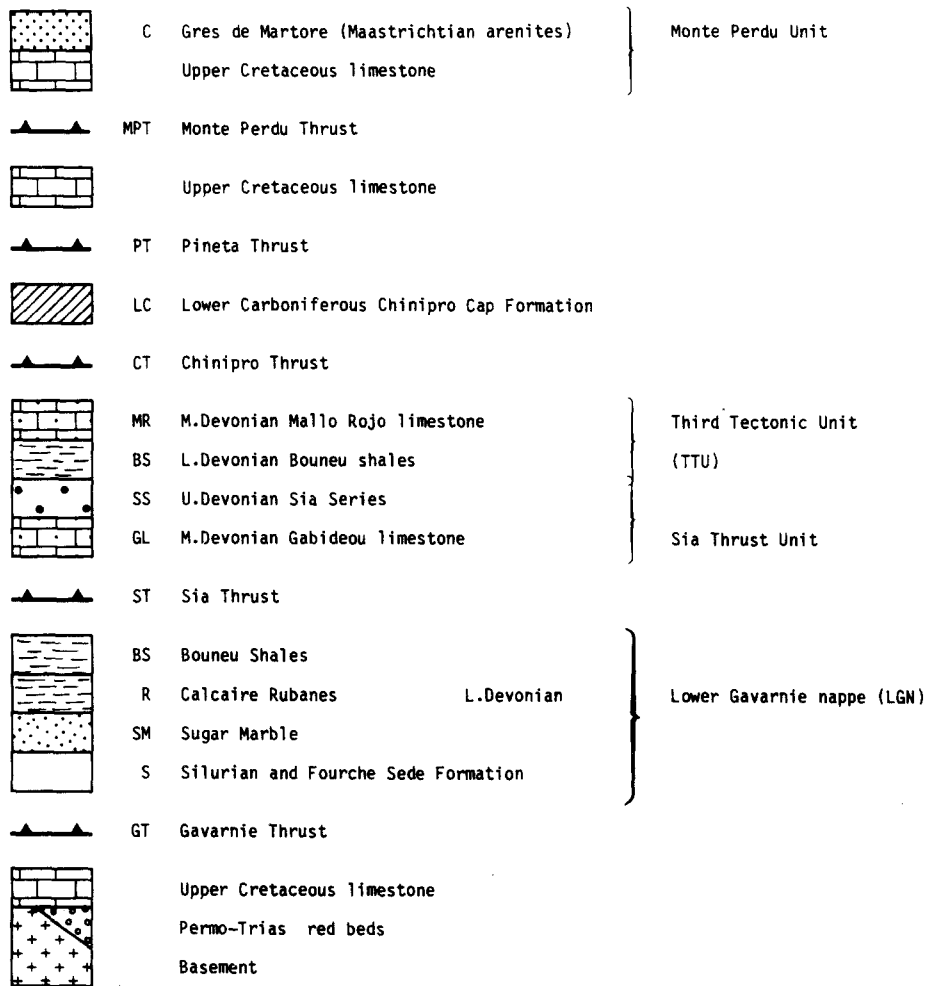 C Gres de Martore (Maastrichtian arenites) Monte Perdu Unit
Upper Cretaceous limestone
MPT Monte Perdu Thrust
Upper Cretaceous limestone
PT Pineta Thrust
LC Lower Carboniferous Chinipro Cap Formation
CT Chinipro Thrust
MR M.Devonian Mallo Rojo limestone Third Tectonic Unit
BS L.Devonian Bouneu shales (TTU)
SS U.Devonian Sia Series
GL M.Devonian Gabideou limestone Sia Thrust Unit
ST Sia Thrust
BS Bouneu Shales
R Calcaire Rubanes L.Devonian Lower Gavarnie nappe (LGN)
SM Sugar Marble
S Silurian and Fourche Sede Formation
GT Gavarnie Thrust
Upper Cretaceous limestone
Permo-Trias red beds
Basement